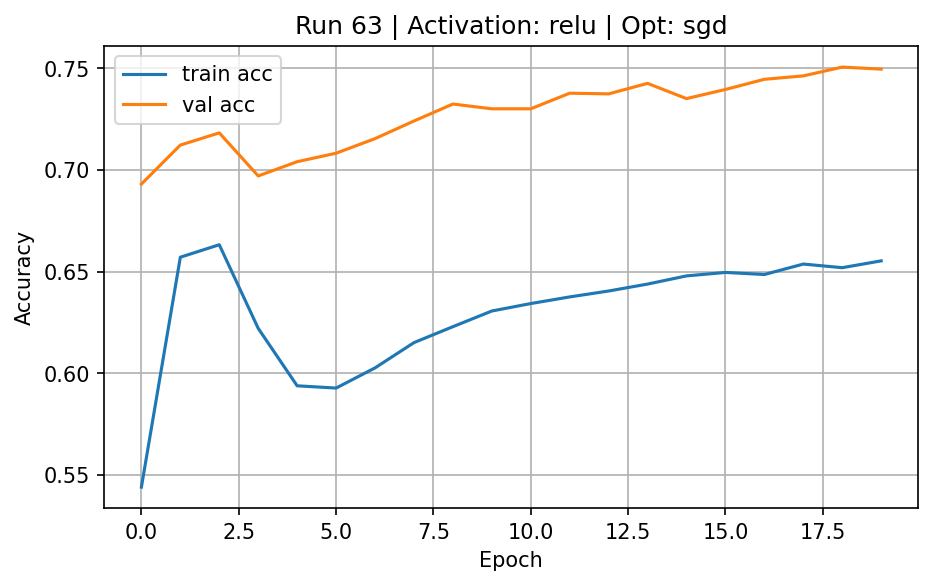 Run 63 | Activation: relu | Opt: sgd
train acc
val acc
0.75
0.70
0.65
0.60
0.55
Accuracy
0.0 2.5 5.0 7.5 10.0 12.5 15.0 17.5
Epoch